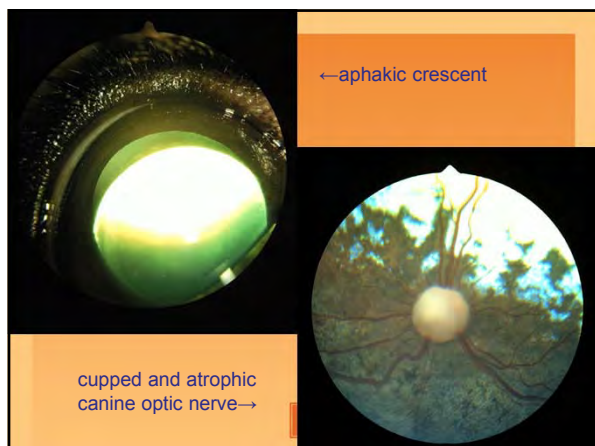 ←aphakic crescent
cupped and atrophic
canine optic nerve→